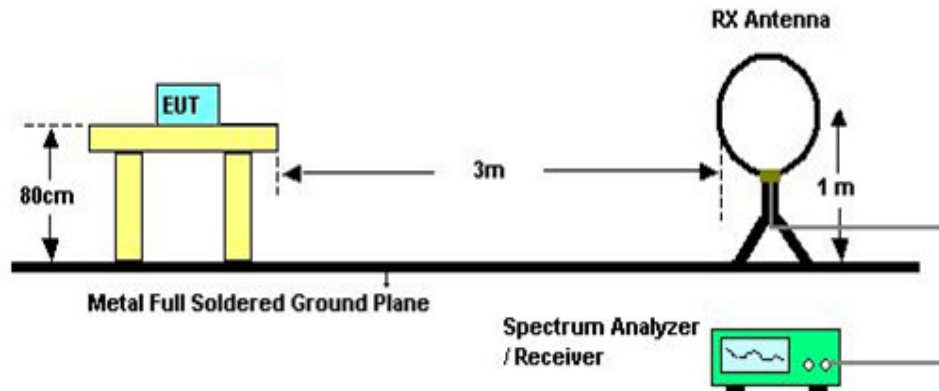 RX Antenna
EUT
3m
80cm
1 m
Metal Full Soldered Ground Plane
Spectrum Analyzer
/ Receiver